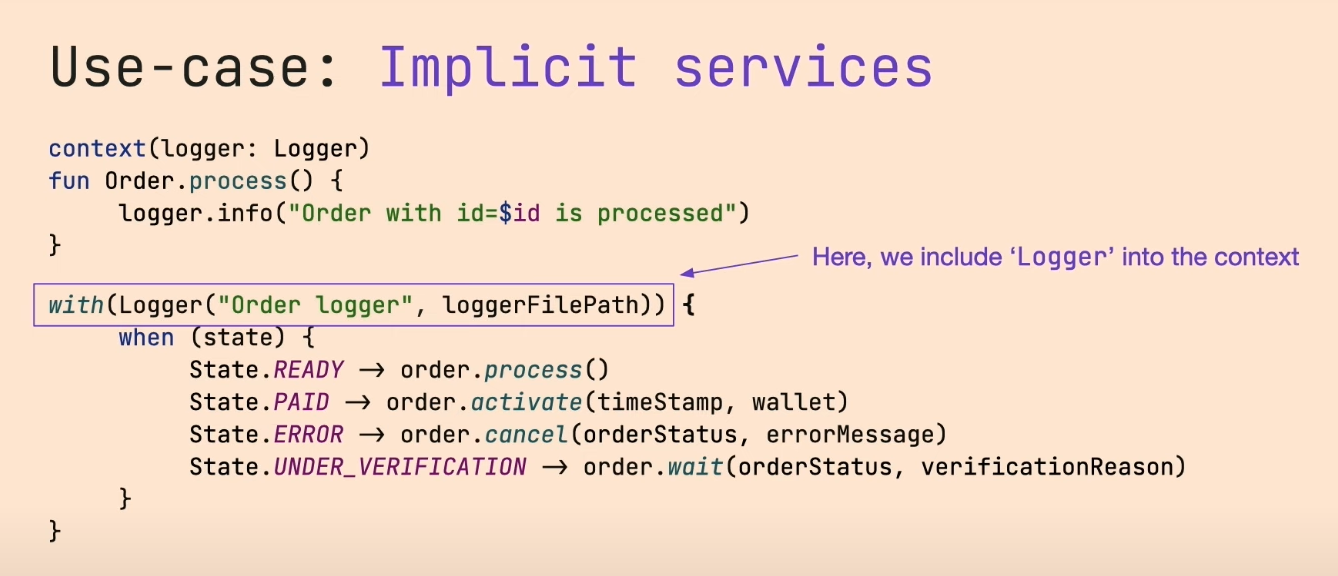 Use-case: Implicit services
context(logger: Logger)
fun Order.process() {
logger.info("Order with id=$id is processed")
}
Here, we include ‘Logger’ into the context
with(Logger("Order logger", loggerFilePath)) {
when (state) {
State.READY → order.process()
State.PAID → order.activate(timeStamp, wallet)
State.ERROR → order.cancel(orderStatus, errorMessage)
State.UNDER_VERIFICATION → order.wait(orderStatus, verificationReason)
}
}